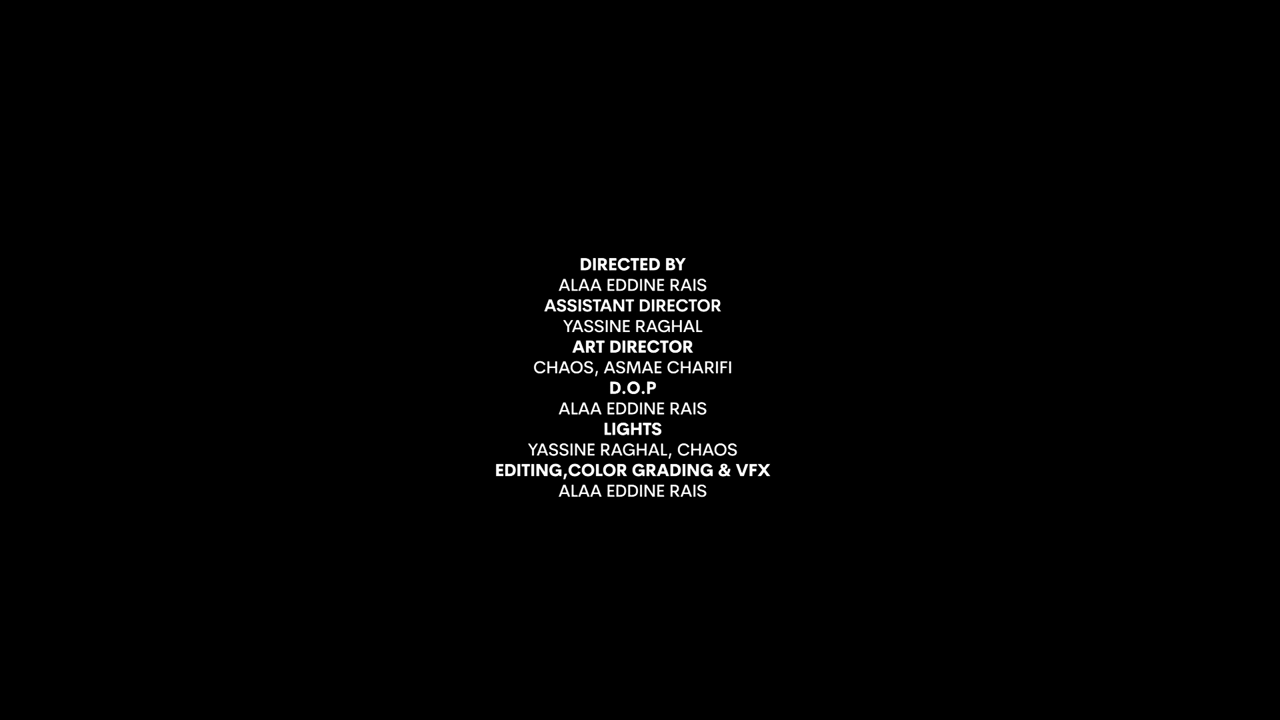 DIRECTED BY
ALAA EDDINE RAIS
ASSISTANT DIRECTOR
YASSINE RAGHAL
ART DIRECTOR
CHAOS, ASMAE CHARIFI
D.O.P
ALAA EDDINE RAIS
LIGHTS
YASSINE RAGHAL, CHAOS
EDITING,COLOR GRADING & VFX
ALAA EDDINE RAIS